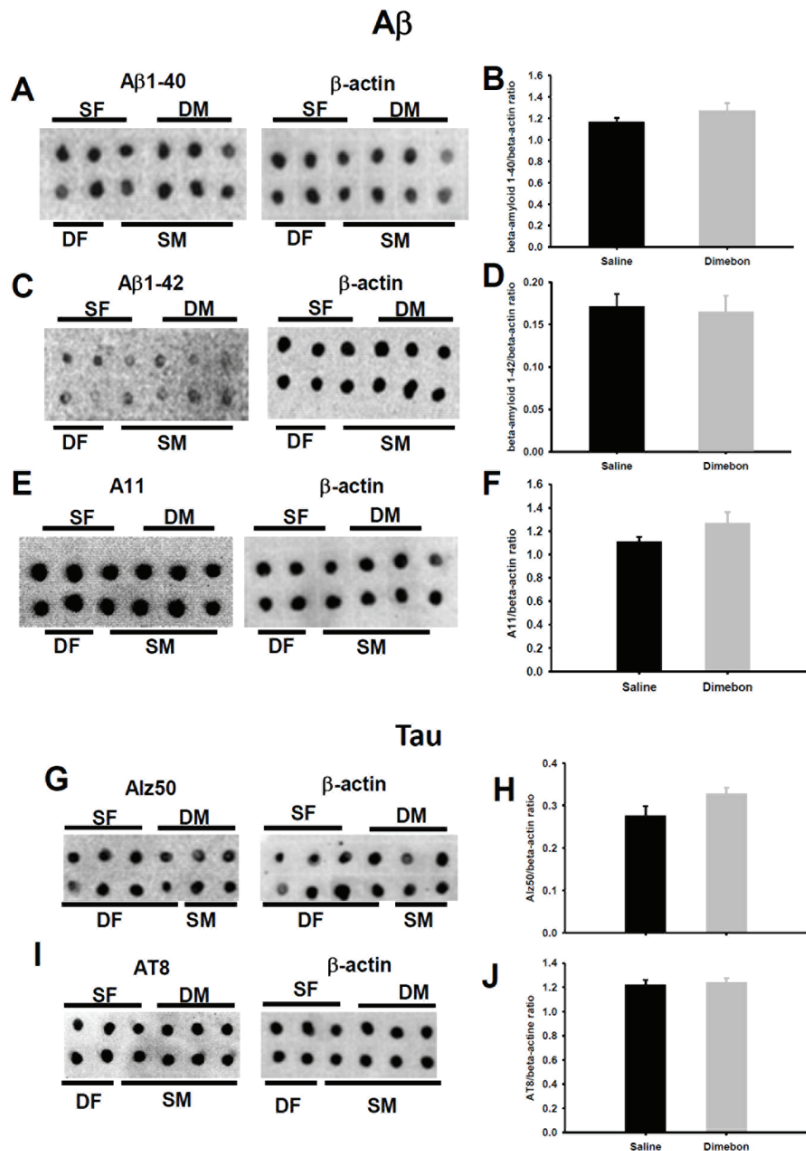 Aβ
A
Aβ1-40
β-actin
SF
DM
SF
DM
DF
SM
DF
SM
B
beta-amyloid 1-40/beta-actin ratio
1.6
1.4
1.2
1.0
0.8
0.6
0.4
0.2
0.0
Saline
Dimebon
C
Aβ1-42
β-actin
SF
DM
SF
DM
DF
SM
DF
SM
D
beta-amyloid 1-42/beta-actin ratio
0.20
0.15
0.10
0.05
0.00
Saline
Dimebon
E
A11
β-actin
SF
DM
SF
DM
DF
SM
DF
SM
F
A11/beta-actin ratio
1.6
1.4
1.2
1.0
0.8
0.6
0.4
0.2
0.0
Saline
Dimebon
Tau
G
Alz50
β-actin
SF
DM
SF
DM
DF
SM
DF
SM
H
Alz50/beta-actin ratio
0.4
0.3
0.3
0.1
0.0
I
AT8
β-actin
SF
DM
SF
DM
DF
SM
DF
SM
J
AT8/beta-actine ratio
1.4
1.2
1.0
0.8
0.6
0.4
0.2
0.0
Saline
Dimebon